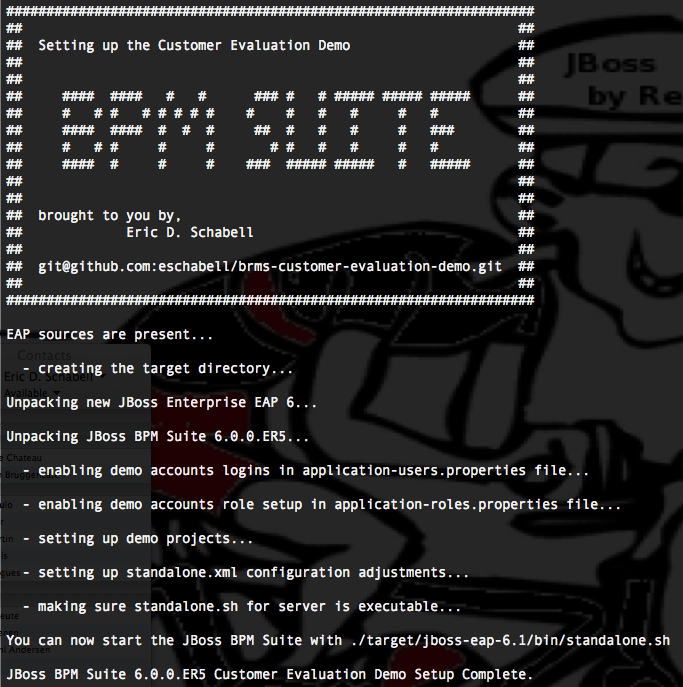 ##################################################################
## ##
## Setting up the Customer Evaluation Demo ##
## ##
## ##
## #### #### # # ### # # ##### ##### ##### ##
## # # # # # # # # # # # # # # ##
## #### #### # # # ## # # # # ### ##
## # # # # # # # # # # # # ##
## #### # # # ### ##### ##### # ##### ##
## ##
## ##
## brought to you by, ##
## Eric D. Schabell ##
## ##
## git@github.com:eschabell/brms-customer-evaluation-demo.git ##
## ##
##################################################################
JBoss
by Re
EAP sources are present...
Contacts
- creating the target directory...
Eric D. Schabell
Available
Unpacking new JBoss Enterprise EAP 6...
Unpacking JBoss BPM Suite 6.0.0.ER5...
Chateau
- enabling demo accounts logins in application-users.properties file...
- enabling demo accounts role setup in application-roles.properties file...
- setting up demo projects...
- setting up standalone.xml configuration adjustments...
- making sure standalone.sh for server is executable...
You can now start the JBoss BPM Suite with ./target/jboss-eap-6.1/bin/standalone.sh
Andersen
JBoss BPM Suite 6.0.0.ER5 Customer Evaluation Demo Setup Complete.